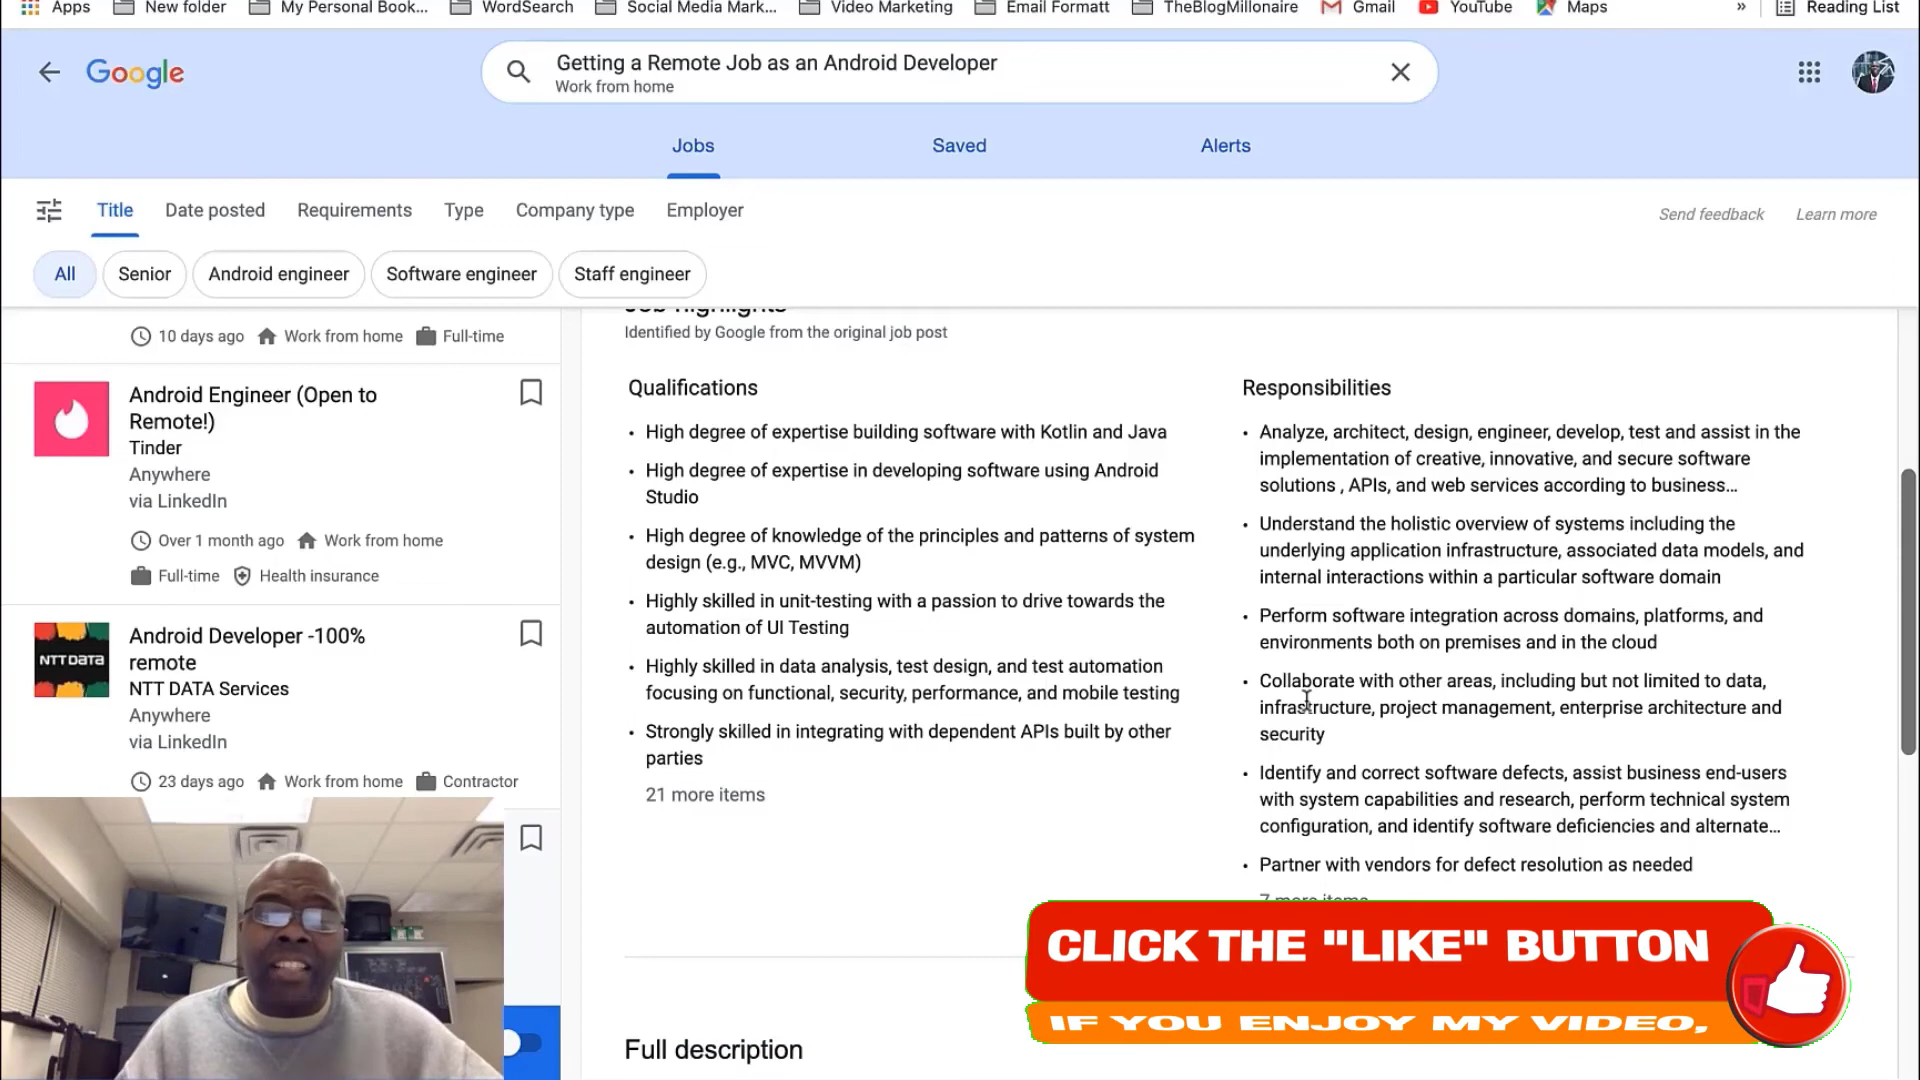 Apps
New folder
My Personal Book...
WordSearch
Social Media Mark...
Video Marketing
Email Formatt
TheBlogMillonaire
Gmail
YouTube
Maps
»
Reading List
Google
Getting a Remote Job as an Android Developer
Work from home
Jobs
Saved
Alerts
Title
Date posted
Requirements
Type
Company type
Employer
Send feedback
Learn more
All
Senior
Android engineer
Software engineer
Staff engineer
10 days ago
Work from home
Full-time
Android Engineer (Open to
Remote!)
Tinder
Anywhere
via LinkedIn
Over 1 month ago
Work from home
Full-time
Health insurance
NTT DATA
Android Developer -100%
remote
NTT DATA Services
Anywhere
via LinkedIn
23 days ago
Work from home
Contractor
Job highlights
Identified by Google from the original job post
Qualifications
• High degree of expertise building software with Kotlin and Java
• High degree of expertise in developing software using Android
Studio
• High degree of knowledge of the principles and patterns of system
design (e.g., MVC, MVVM)
• Highly skilled in unit-testing with a passion to drive towards the
automation of UI Testing
• Highly skilled in data analysis, test design, and test automation
focusing on functional, security, performance, and mobile testing
• Strongly skilled in integrating with dependent APIs built by other
parties
21 more items
Responsibilities
• Analyze, architect, design, engineer, develop, test and assist in the
implementation of creative, innovative, and secure software
solutions , APIs, and web services according to business...
• Understand the holistic overview of systems including the
underlying application infrastructure, associated data models, and
internal interactions within a particular software domain
• Perform software integration across domains, platforms, and
environments both on premises and in the cloud
• Collaborate with other areas, including but not limited to data,
infrastructure, project management, enterprise architecture and
security
• Identify and correct software defects, assist business end-users
with system capabilities and research, perform technical system
configuration, and identify software deficiencies and alternate...
• Partner with vendors for defect resolution as needed
7 more items
Full description
CLICK THE "LIKE" BUTTON
IF YOU ENJOY MY VIDEO,